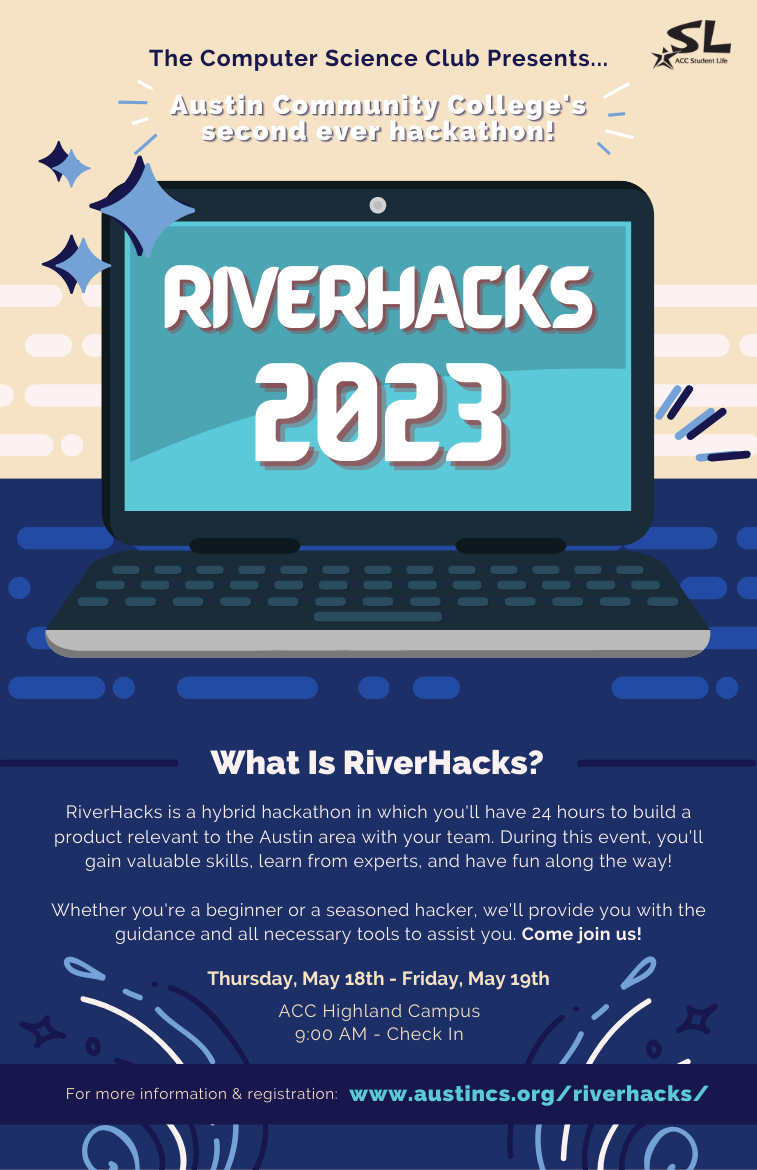 The Computer Science Club Presents...
SL
ACC Student Life
Austin Community College's
second ever hackathon!
RIVERHACKS
2023
What Is RiverHacks?
RiverHacks is a hybrid hackathon in which you'll have 24 hours to build a
product relevant to the Austin area with your team. During this event, you'll
gain valuable skills, learn from experts, and have fun along the way!
Whether you're a beginner or a seasoned hacker, we'll provide you with the
guidance and all necessary tools to assist you. Come join us!
Thursday, May 18th - Friday, May 19th
ACC Highland Campus
9:00 AM - Check In
For more information & registration: www.austincs.org/riverhacks/